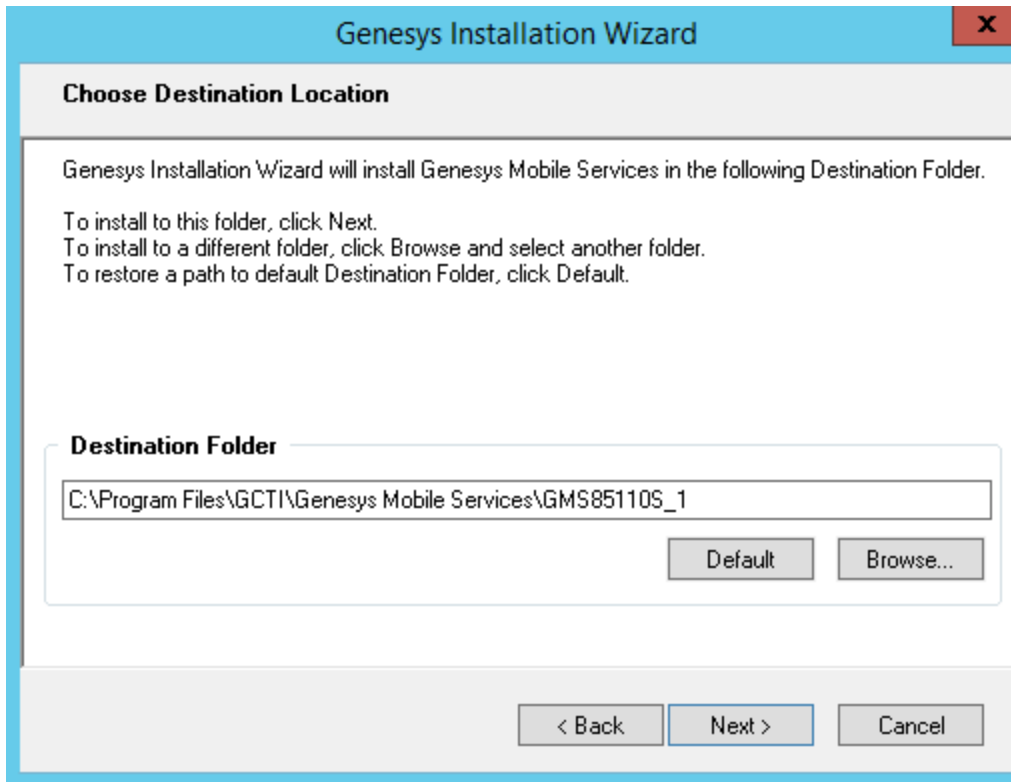 Genesys Installation Wizard
x
Choose Destination Location
Genesys Installation Wizard will install Genesys Mobile Services in the following Destination Folder.
To install to this folder, click Next.
To install to a different folder, click Browse and select another folder.
To restore a path to default Destination Folder, click Default.
Destination Folder
C:\Program Files\GCTI\Genesys Mobile Services\GMS85110S_1
Default Browse...
< Back Next > Cancel